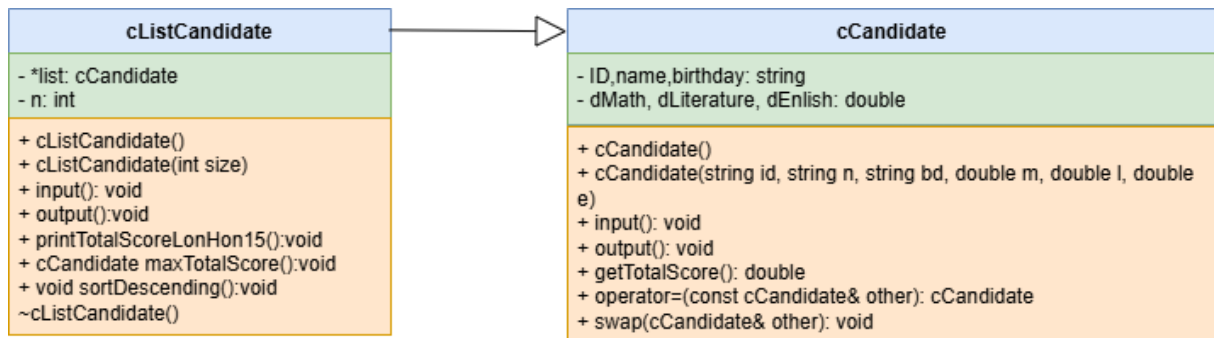 cListCandidate
- *list: cCandidate
- n: int
+ cListCandidate()
+ cListCandidate(int size)
+ input(): void
+ output():void
+ printTotalScoreLonHon15():void
+ cCandidate maxTotalScore():void
+ void sortDescending():void
~cListCandidate()
cCandidate
- ID,name,birthday: string
- dMath, dLiterature, dEnlish: double
+ cCandidate()
+ cCandidate(string id, string n, string bd, double m, double l, double
e)
+ input(): void
+ output(): void
+ getTotalScore(): double
+ operator=(const cCandidate& other): cCandidate
+ swap(cCandidate& other): void